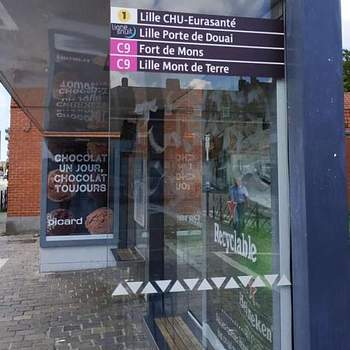 1 Lille CHU-Eurasanté
Lille Porte de Douai
C9 Fort de Mons
C9 Lille Mont de Terre
CHOCOLAT
UN JOUR,
CHOCOLAT
TOUJOURS
picard
Recyclable
Heineken